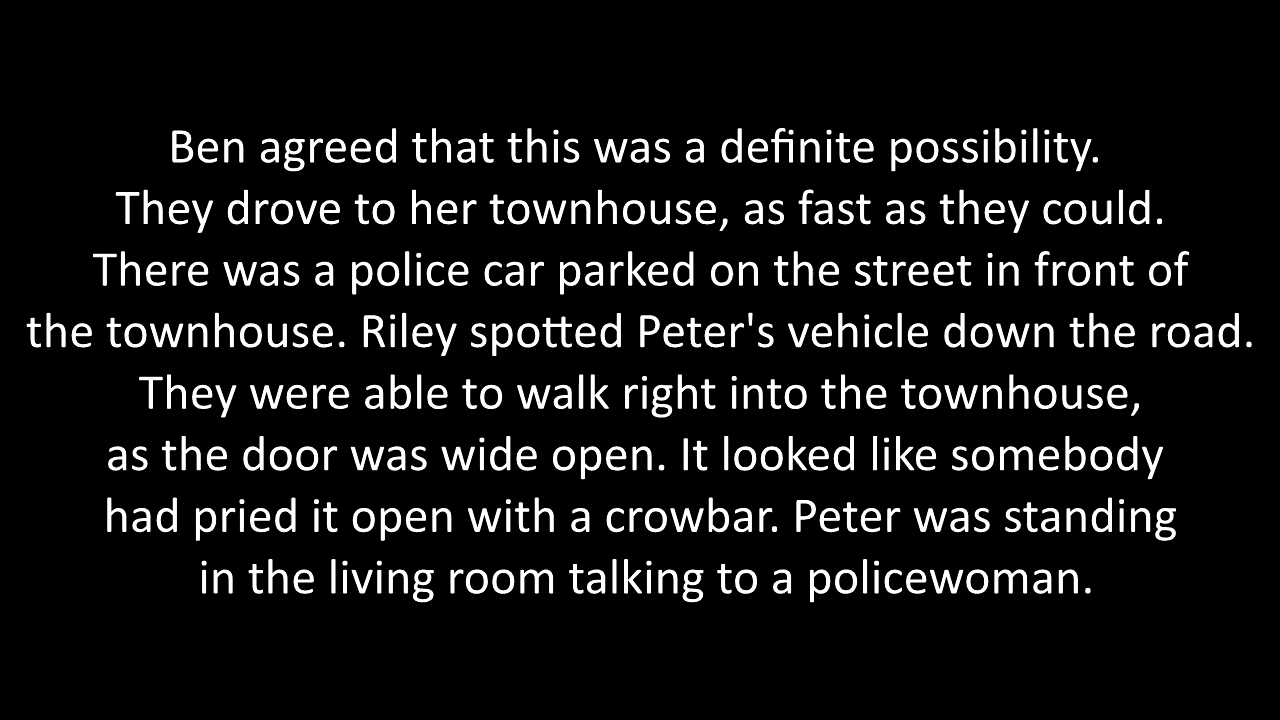 Ben agreed that this was a definite possibility.
They drove to her townhouse, as fast as they could.
There was a police car parked on the street in front of
the townhouse. Riley spotted Peter's vehicle down the road.
They were able to walk right into the townhouse,
as the door was wide open. It looked like somebody
had pried it open with a crowbar. Peter was standing
in the living room talking to a policewoman.